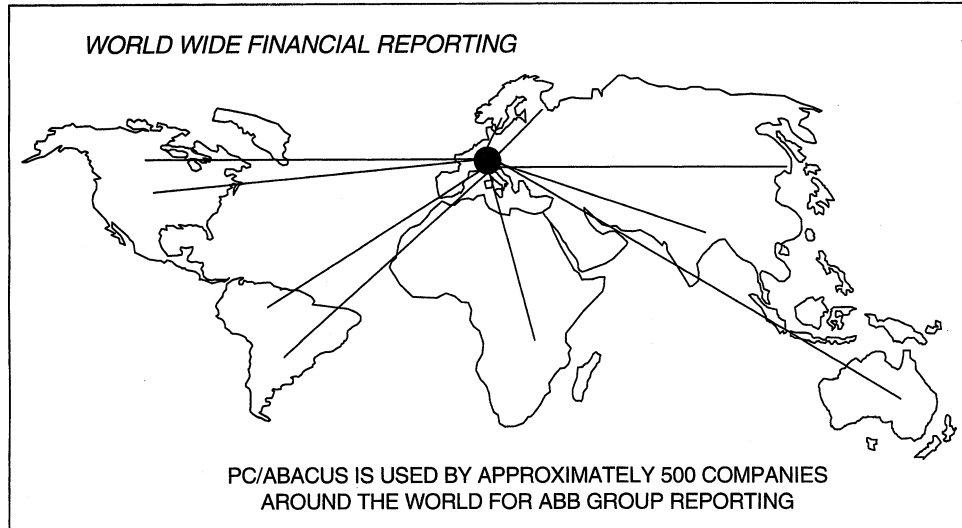 WORLD WIDE FINANCIAL REPORTING
PC/ABACUS IS USED BY APPROXIMATELY 500 COMPANIES
AROUND THE WORLD FOR ABB GROUP REPORTING